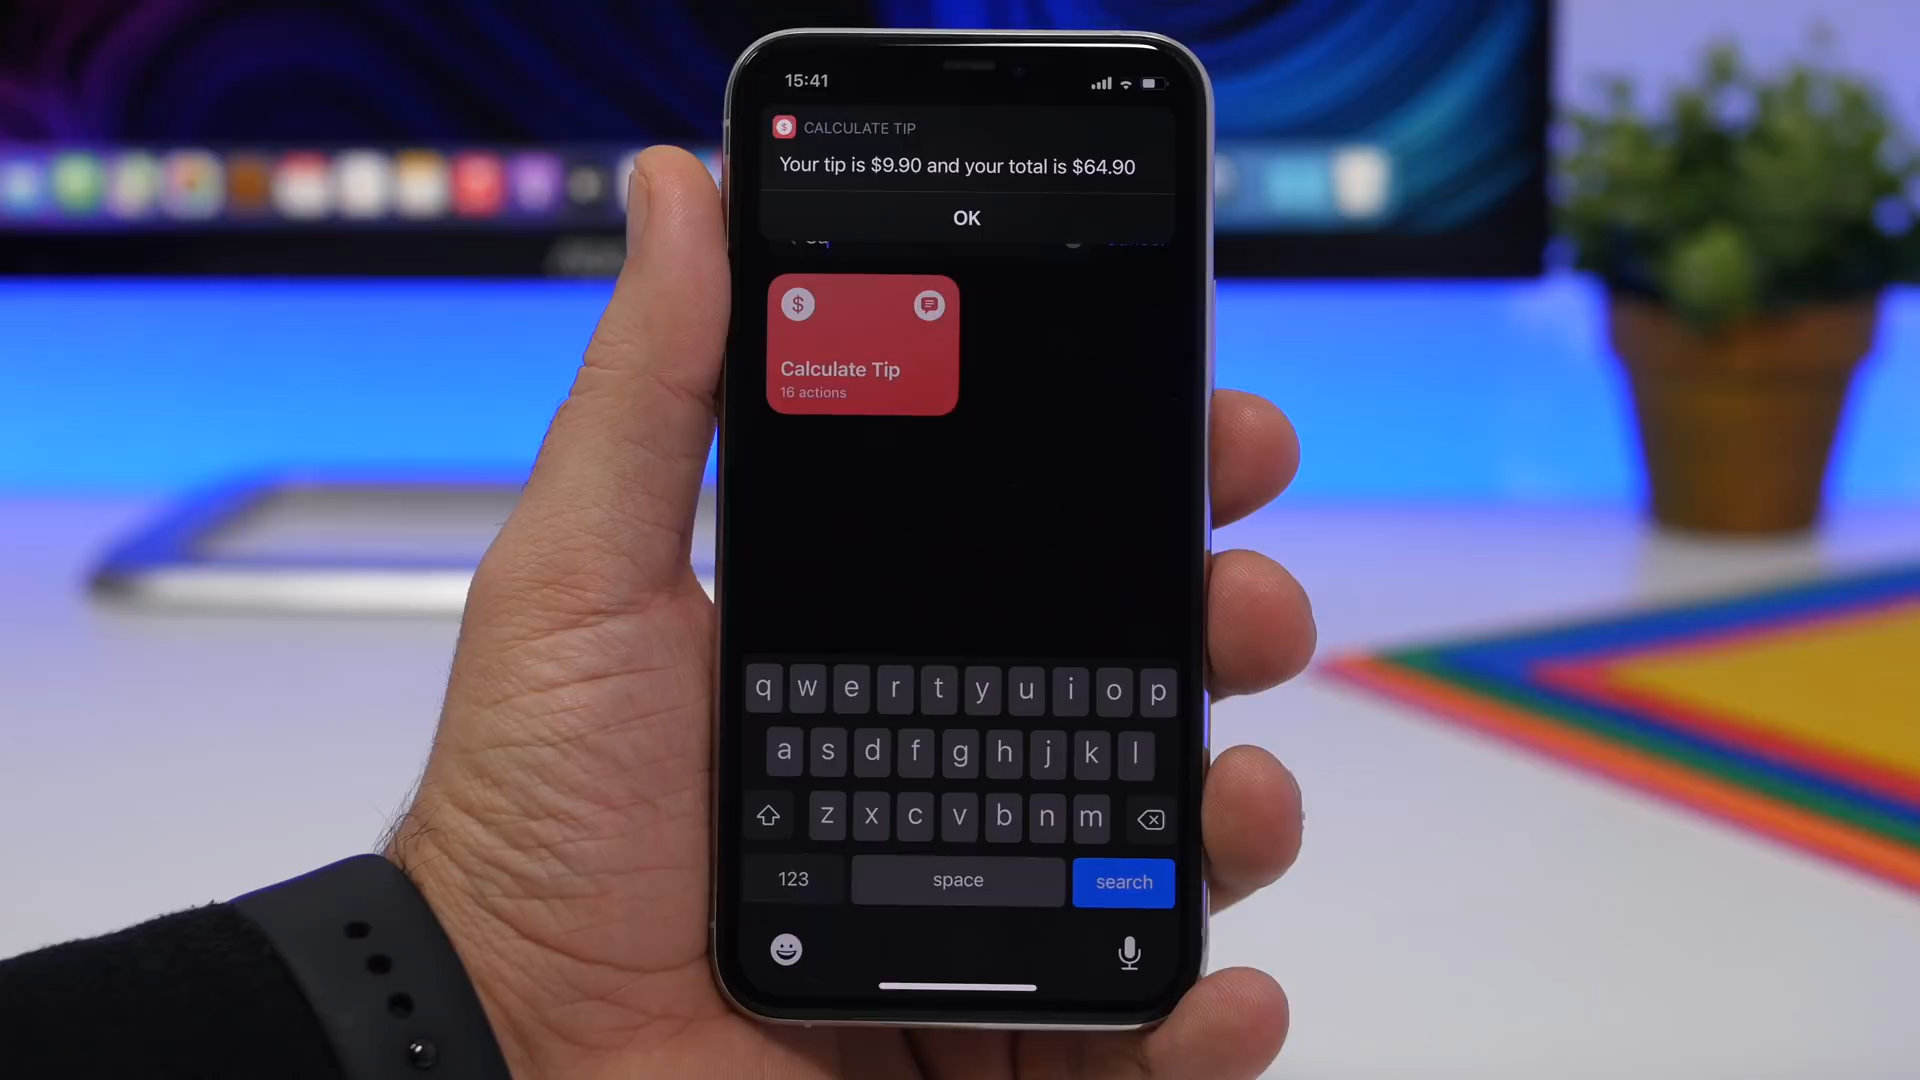 15:41
CALCULATE TIP
Your tip is $9.90 and your total is $64.90
OK
$
Calculate Tip
16 actions
q w e r t y u i o p
a s d f g h j k l
z x c v b n m
123 space search